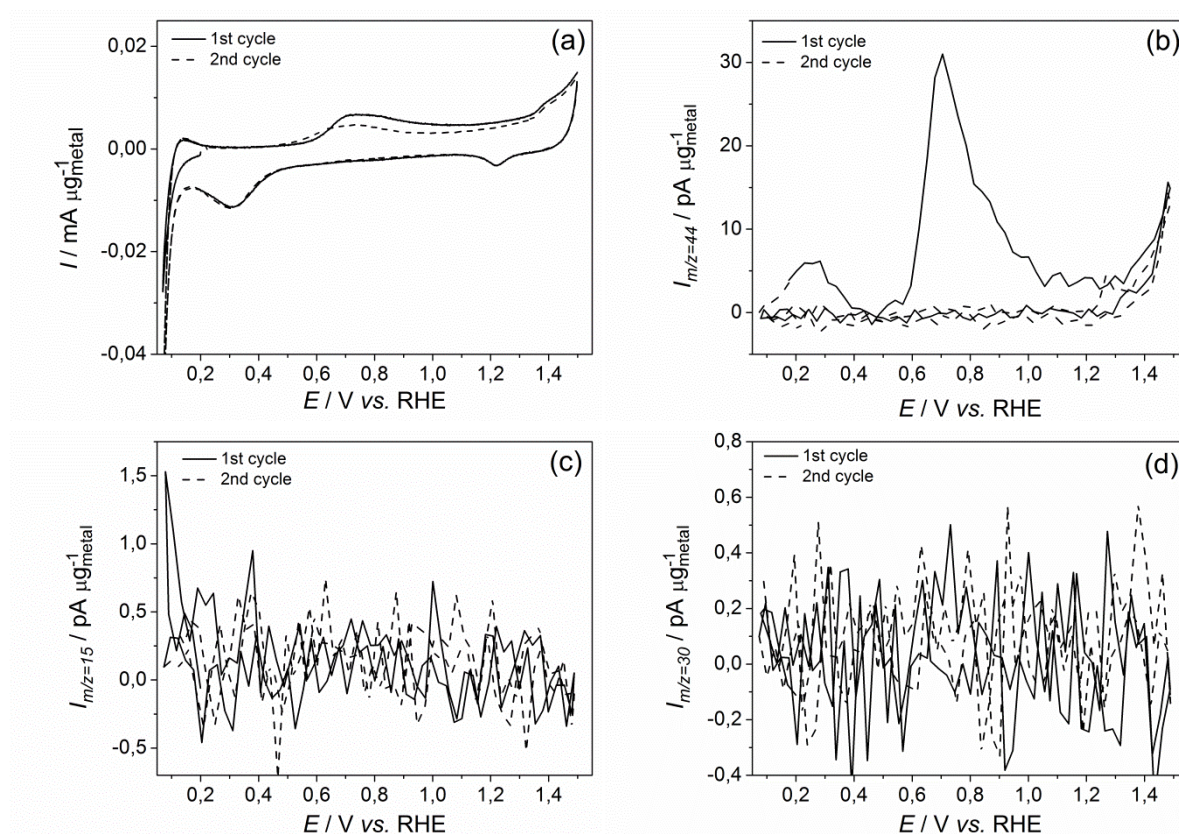 (a)
1st cycle
2nd cycle
I / mA µg⁻¹metal
0,02
0,00
-0,02
-0,04
0,2 0,4 0,6 0,8 1,0 1,2 1,4
E / V vs. RHE
(b)
1st cycle
2nd cycle
I m/z=44 / pA µg⁻¹metal
30
20
10
0
0,2 0,4 0,6 0,8 1,0 1,2 1,4
E / V vs. RHE
(c)
1st cycle
2nd cycle
I m/z=15 / pA µg⁻¹metal
1,5
1,0
0,5
0,0
-0,5
0,2 0,4 0,6 0,8 1,0 1,2 1,4
E / V vs. RHE
(d)
1st cycle
2nd cycle
I m/z=30 / pA µg⁻¹metal
0,8
0,6
0,4
0,2
0,0
-0,2
-0,4
0,2 0,4 0,6 0,8 1,0 1,2 1,4
E / V vs. RHE